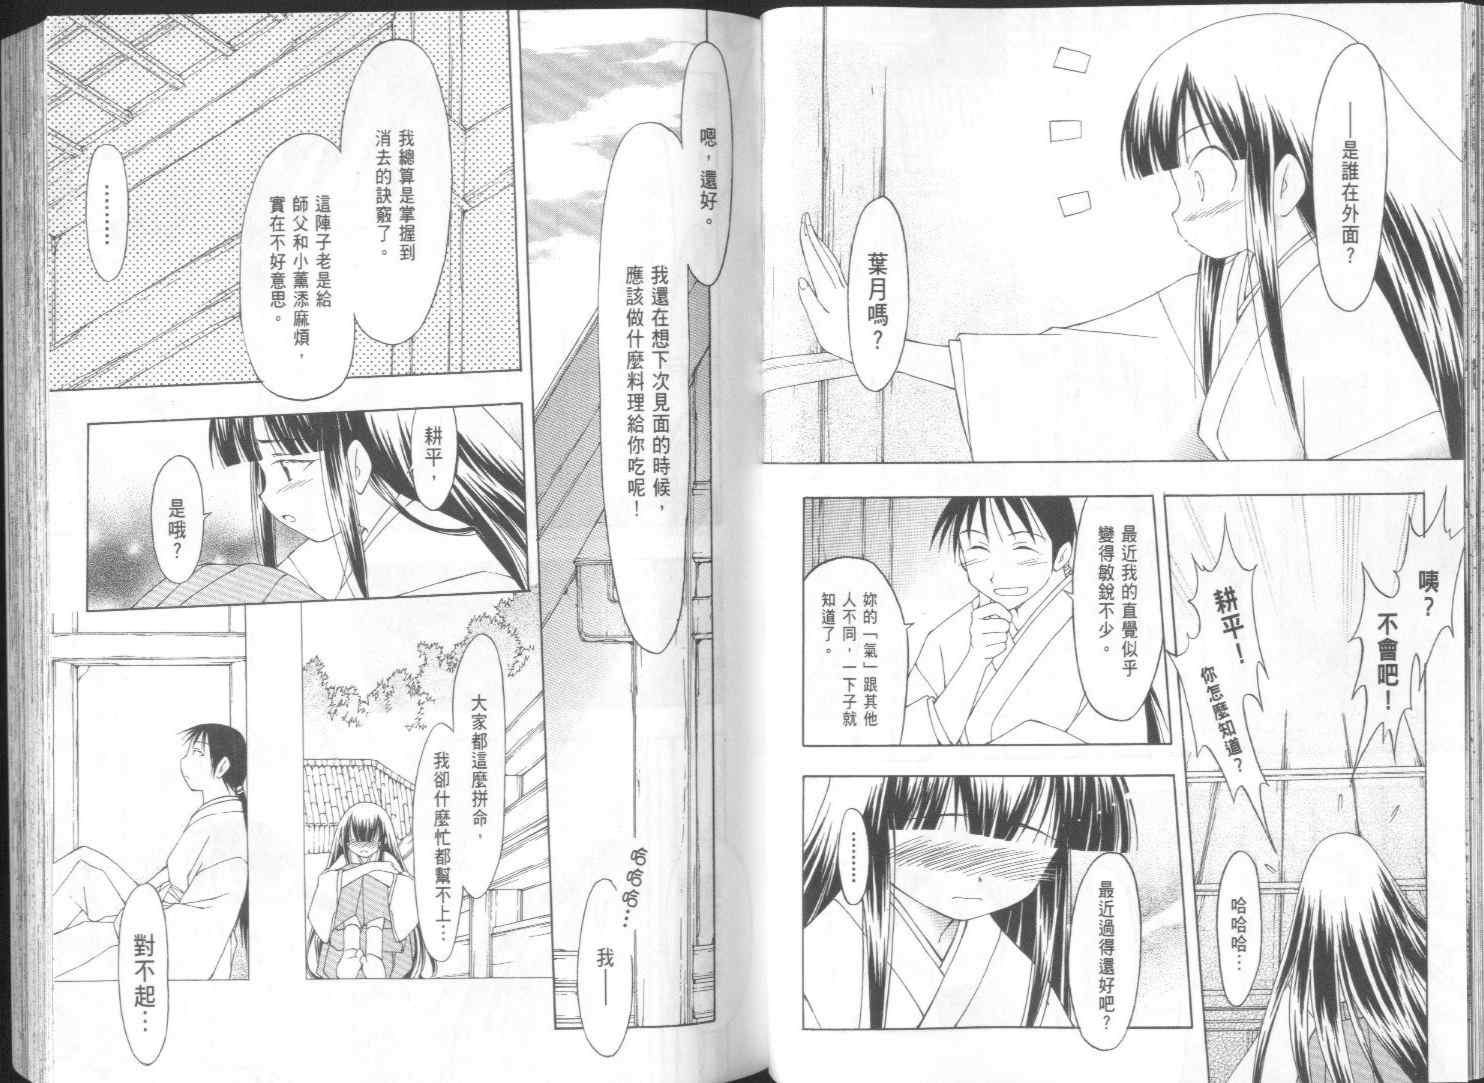 ——是誰在外面？
葉月嗎？
咦？
不會吧！
耕平！
你怎麼知道？
最近我的直覺似乎
變得敏銳不少。
妳的「氣」跟其他
人不同，一下子就
知道了。
哈哈哈…
最近過得還好吧？
………
嗯，還好。
我還在想下次見面的時候，
應該做什麼料理給你吃呢！
哈哈哈…
我——
我總算是掌握到
消去的訣竅了。
這陣子老是給
師父和小薰添麻煩，
實在不好意思。
………
耕平，
是哦？
大家都這麼拼命，
我卻什麼忙都幫不上…
對不起…